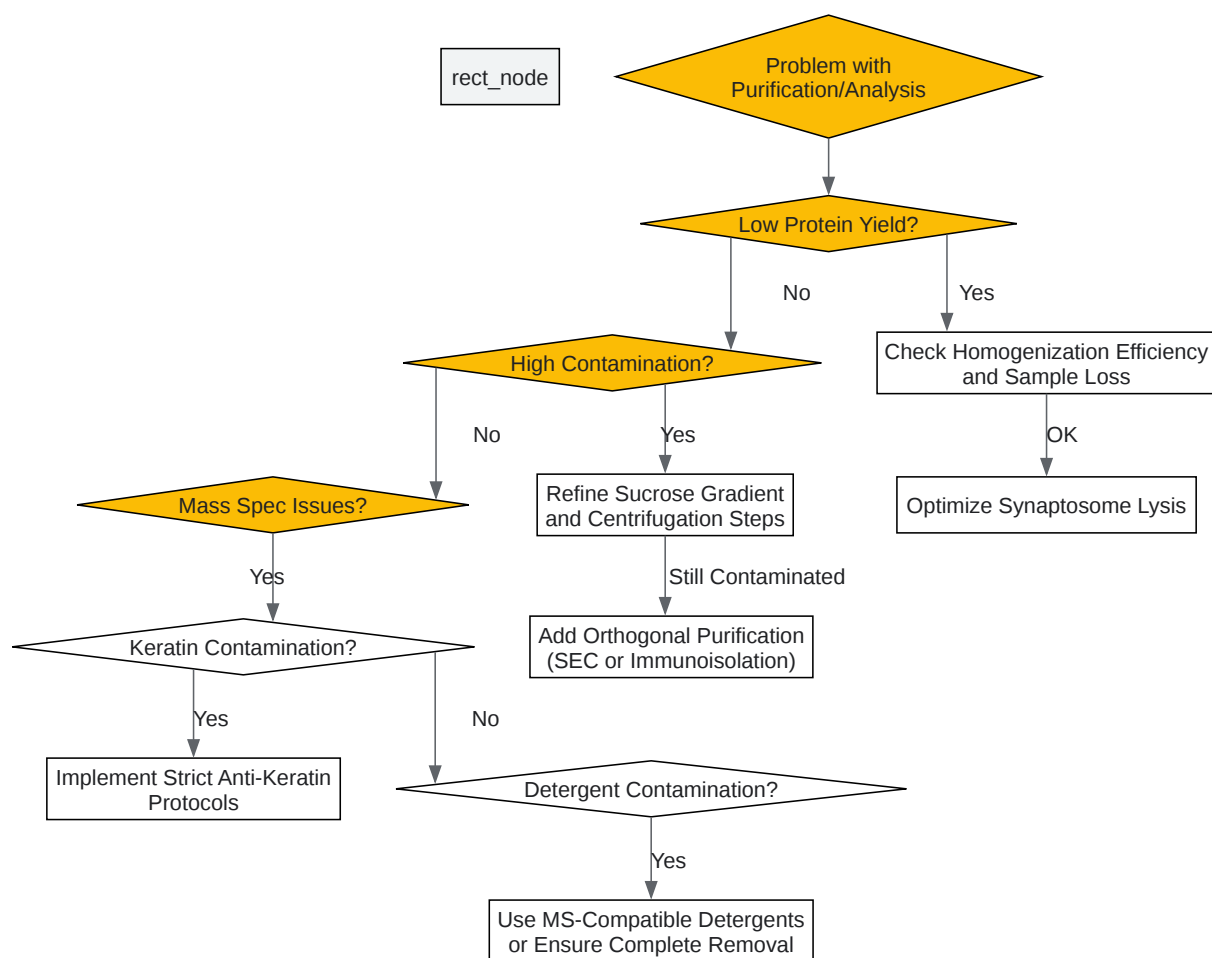 rect_node
Problem with
Purification/Analysis
Low Protein Yield?
No
Yes
High Contamination?
Check Homogenization Efficiency
and Sample Loss
No
Yes
OK
Mass Spec Issues?
Refine Sucrose Gradient
and Centrifugation Steps
Optimize Synaptosome Lysis
Yes
Still Contaminated
Keratin Contamination?
Add Orthogonal Purification
(SEC or Immunoisolation)
Yes
No
Implement Strict Anti-Keratin
Protocols
Detergent Contamination?
Yes
Use MS-Compatible Detergents
or Ensure Complete Removal